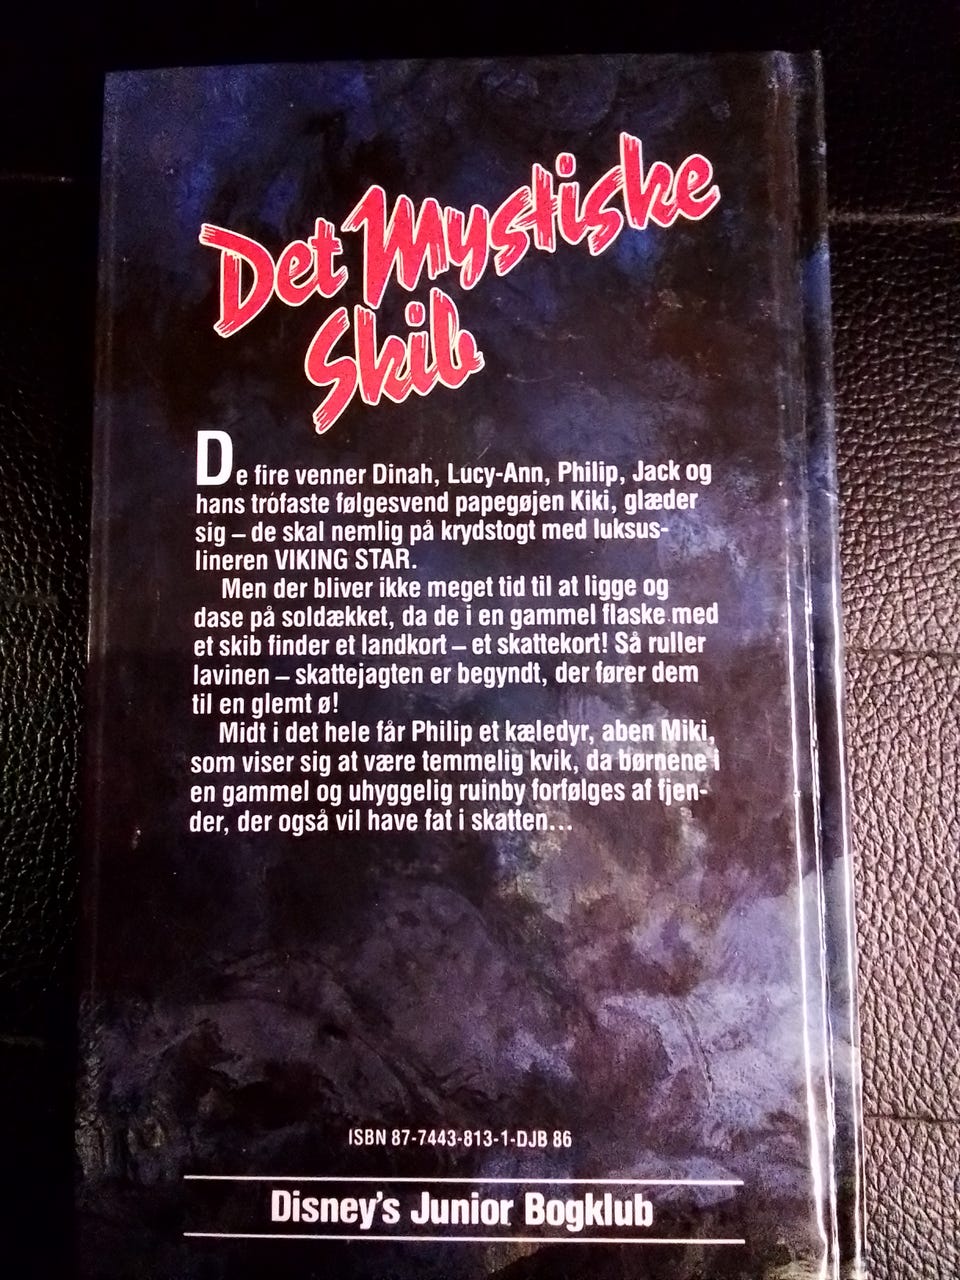 Det Mystiske
Skib
De fire venner Dinah, Lucy-Ann, Philip, Jack og
hans trofaste følgesvend papegøjen Kiki, glæder
sig – de skal nemlig på krydstogt med luksus-
lineren VIKING STAR.
Men der bliver ikke meget tid til at ligge og
dase på soldækket, da de i en gammel flaske med
et skib finder et landkort – et skattekort! Så ruller
lavinen – skattejagten er begyndt, der fører dem
til en glemt ø!
Midt i det hele får Philip et kæledyr, aben Miki,
som viser sig at være temmelig kvik, da børnene i
en gammel og uhyggelig ruinby forfølges af fjen-
der, der også vil have fat i skatten...
ISBN 87-7443-813-1-DJB 86
Disney's Junior Bogklub